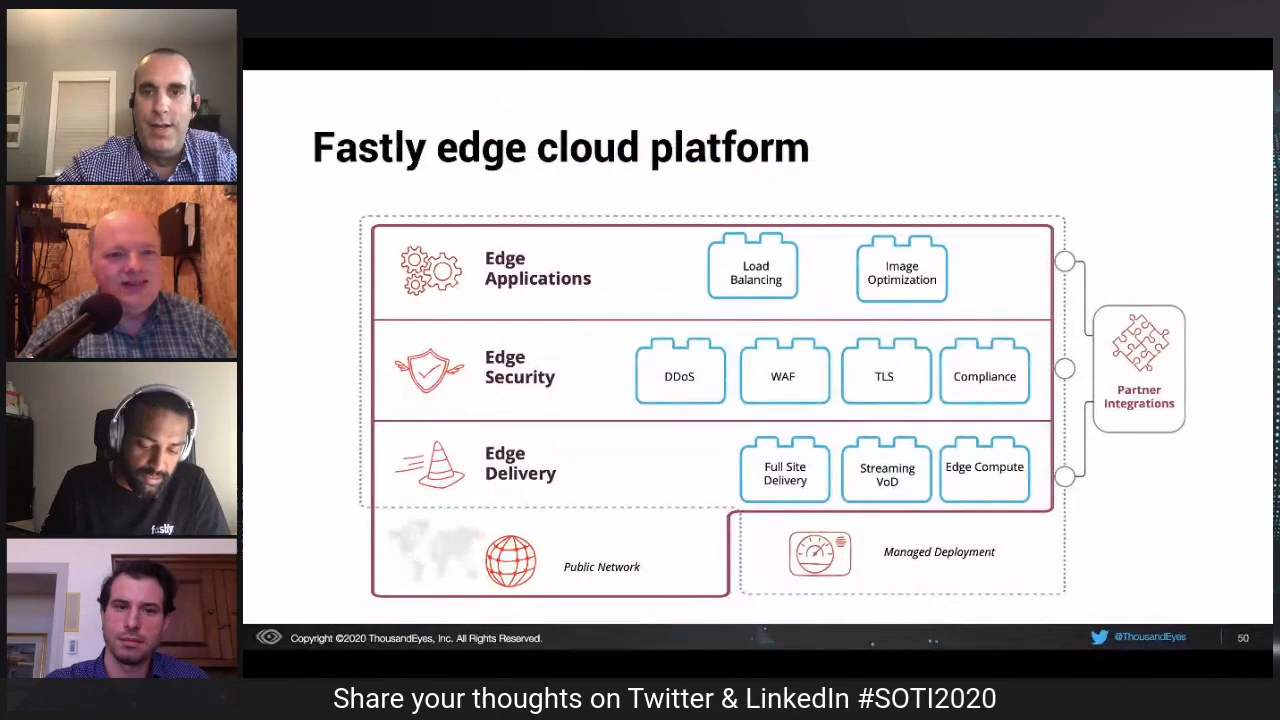 Fastly edge cloud platform
Edge
Applications
Load
Balancing
Image
Optimization
Edge
Security
DDoS
WAF
TLS
Compliance
Partner
Integrations
Edge
Delivery
Full Site
Delivery
Streaming
VoD
Edge Compute
fastly
Public Network
Managed Deployment
Copyright ©2020 ThousandEyes, Inc. All Rights Reserved.
@ThousandEyes
50
Share your thoughts on Twitter & LinkedIn #SOTI2020